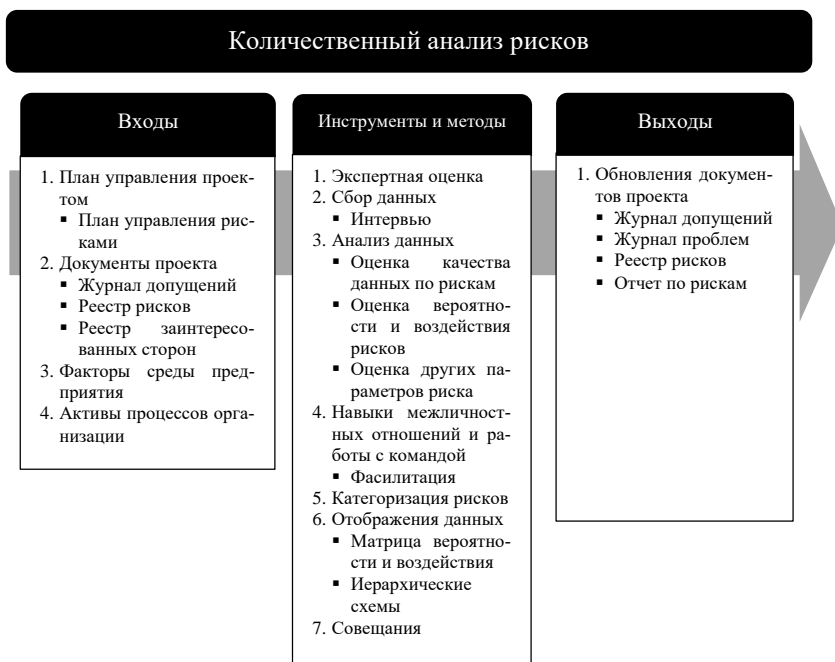 Количественный анализ рисков
Входы
1. План управления проек-
том
▪ План управления рис-
ками
2. Документы проекта
▪ Журнал допущений
▪ Реестр рисков
▪ Реестр заинтересо-
ванных сторон
3. Факторы среды пред-
приятия
4. Активы процессов орга-
низации
Инструменты и методы
1. Экспертная оценка
2. Сбор данных
▪ Интервью
3. Анализ данных
▪ Оценка качества
данных по рискам
▪ Оценка вероятно-
сти и воздействия
рисков
▪ Оценка других па-
раметров риска
4. Навыки межличност-
ных отношений и ра-
боты с командой
▪ Фасилитация
5. Категоризация рисков
6. Отображения данных
▪ Матрица вероятно-
сти и воздействия
▪ Иерархические
схемы
7. Совещания
Выходы
1. Обновления докумен-
тов проекта
▪ Журнал допущений
▪ Журнал проблем
▪ Реестр рисков
▪ Отчет по рискам